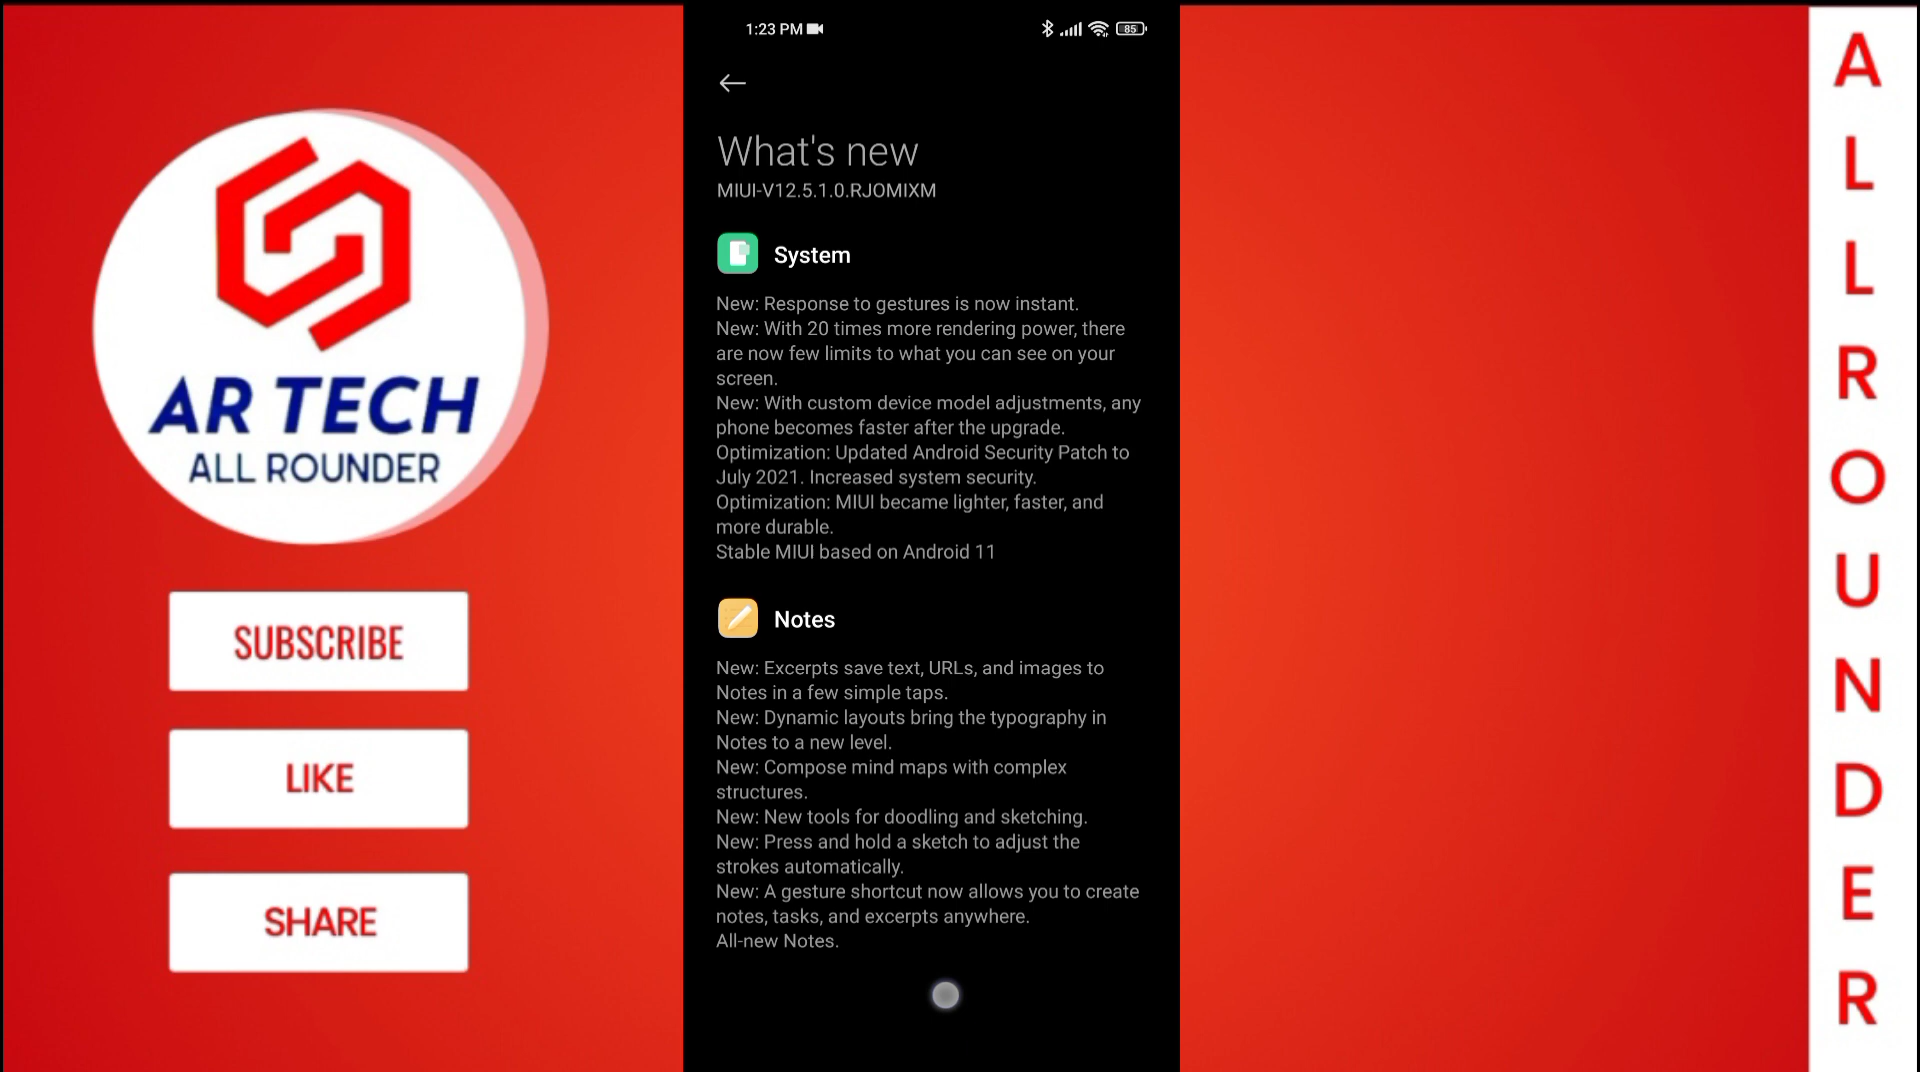 AR TECH
ALL ROUNDER
SUBSCRIBE
LIKE
SHARE
1:23 PM
85
What's new
MIUI-V12.5.1.0.RJOMIXM
System
New: Response to gestures is now instant.
New: With 20 times more rendering power, there
are now few limits to what you can see on your
screen.
New: With custom device model adjustments, any
phone becomes faster after the upgrade.
Optimization: Updated Android Security Patch to
July 2021. Increased system security.
Optimization: MIUI became lighter, faster, and
more durable.
Stable MIUI based on Android 11
Notes
New: Excerpts save text, URLs, and images to
Notes in a few simple taps.
New: Dynamic layouts bring the typography in
Notes to a new level.
New: Compose mind maps with complex
structures.
New: New tools for doodling and sketching.
New: Press and hold a sketch to adjust the
strokes automatically.
New: A gesture shortcut now allows you to create
notes, tasks, and excerpts anywhere.
All-new Notes.
ALL ROUNDER